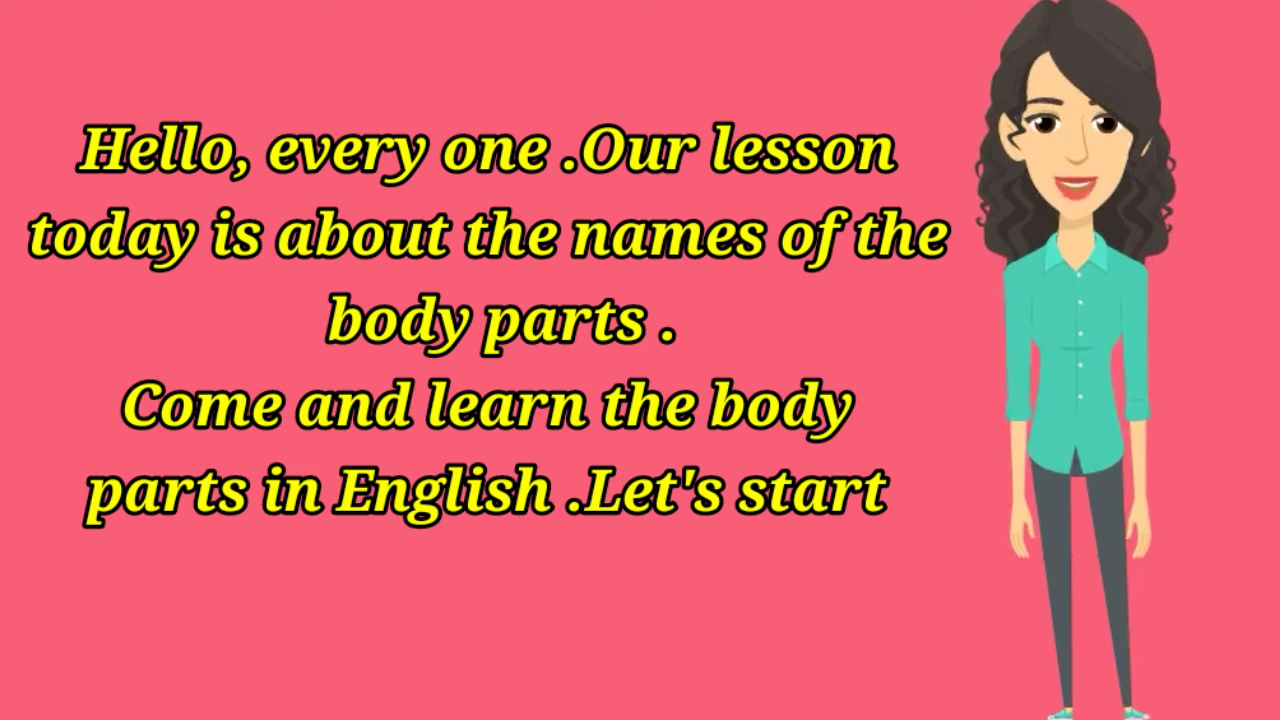 Hello, every one .Our lesson
today is about the names of the
body parts .
Come and learn the body
parts in English .Let's start